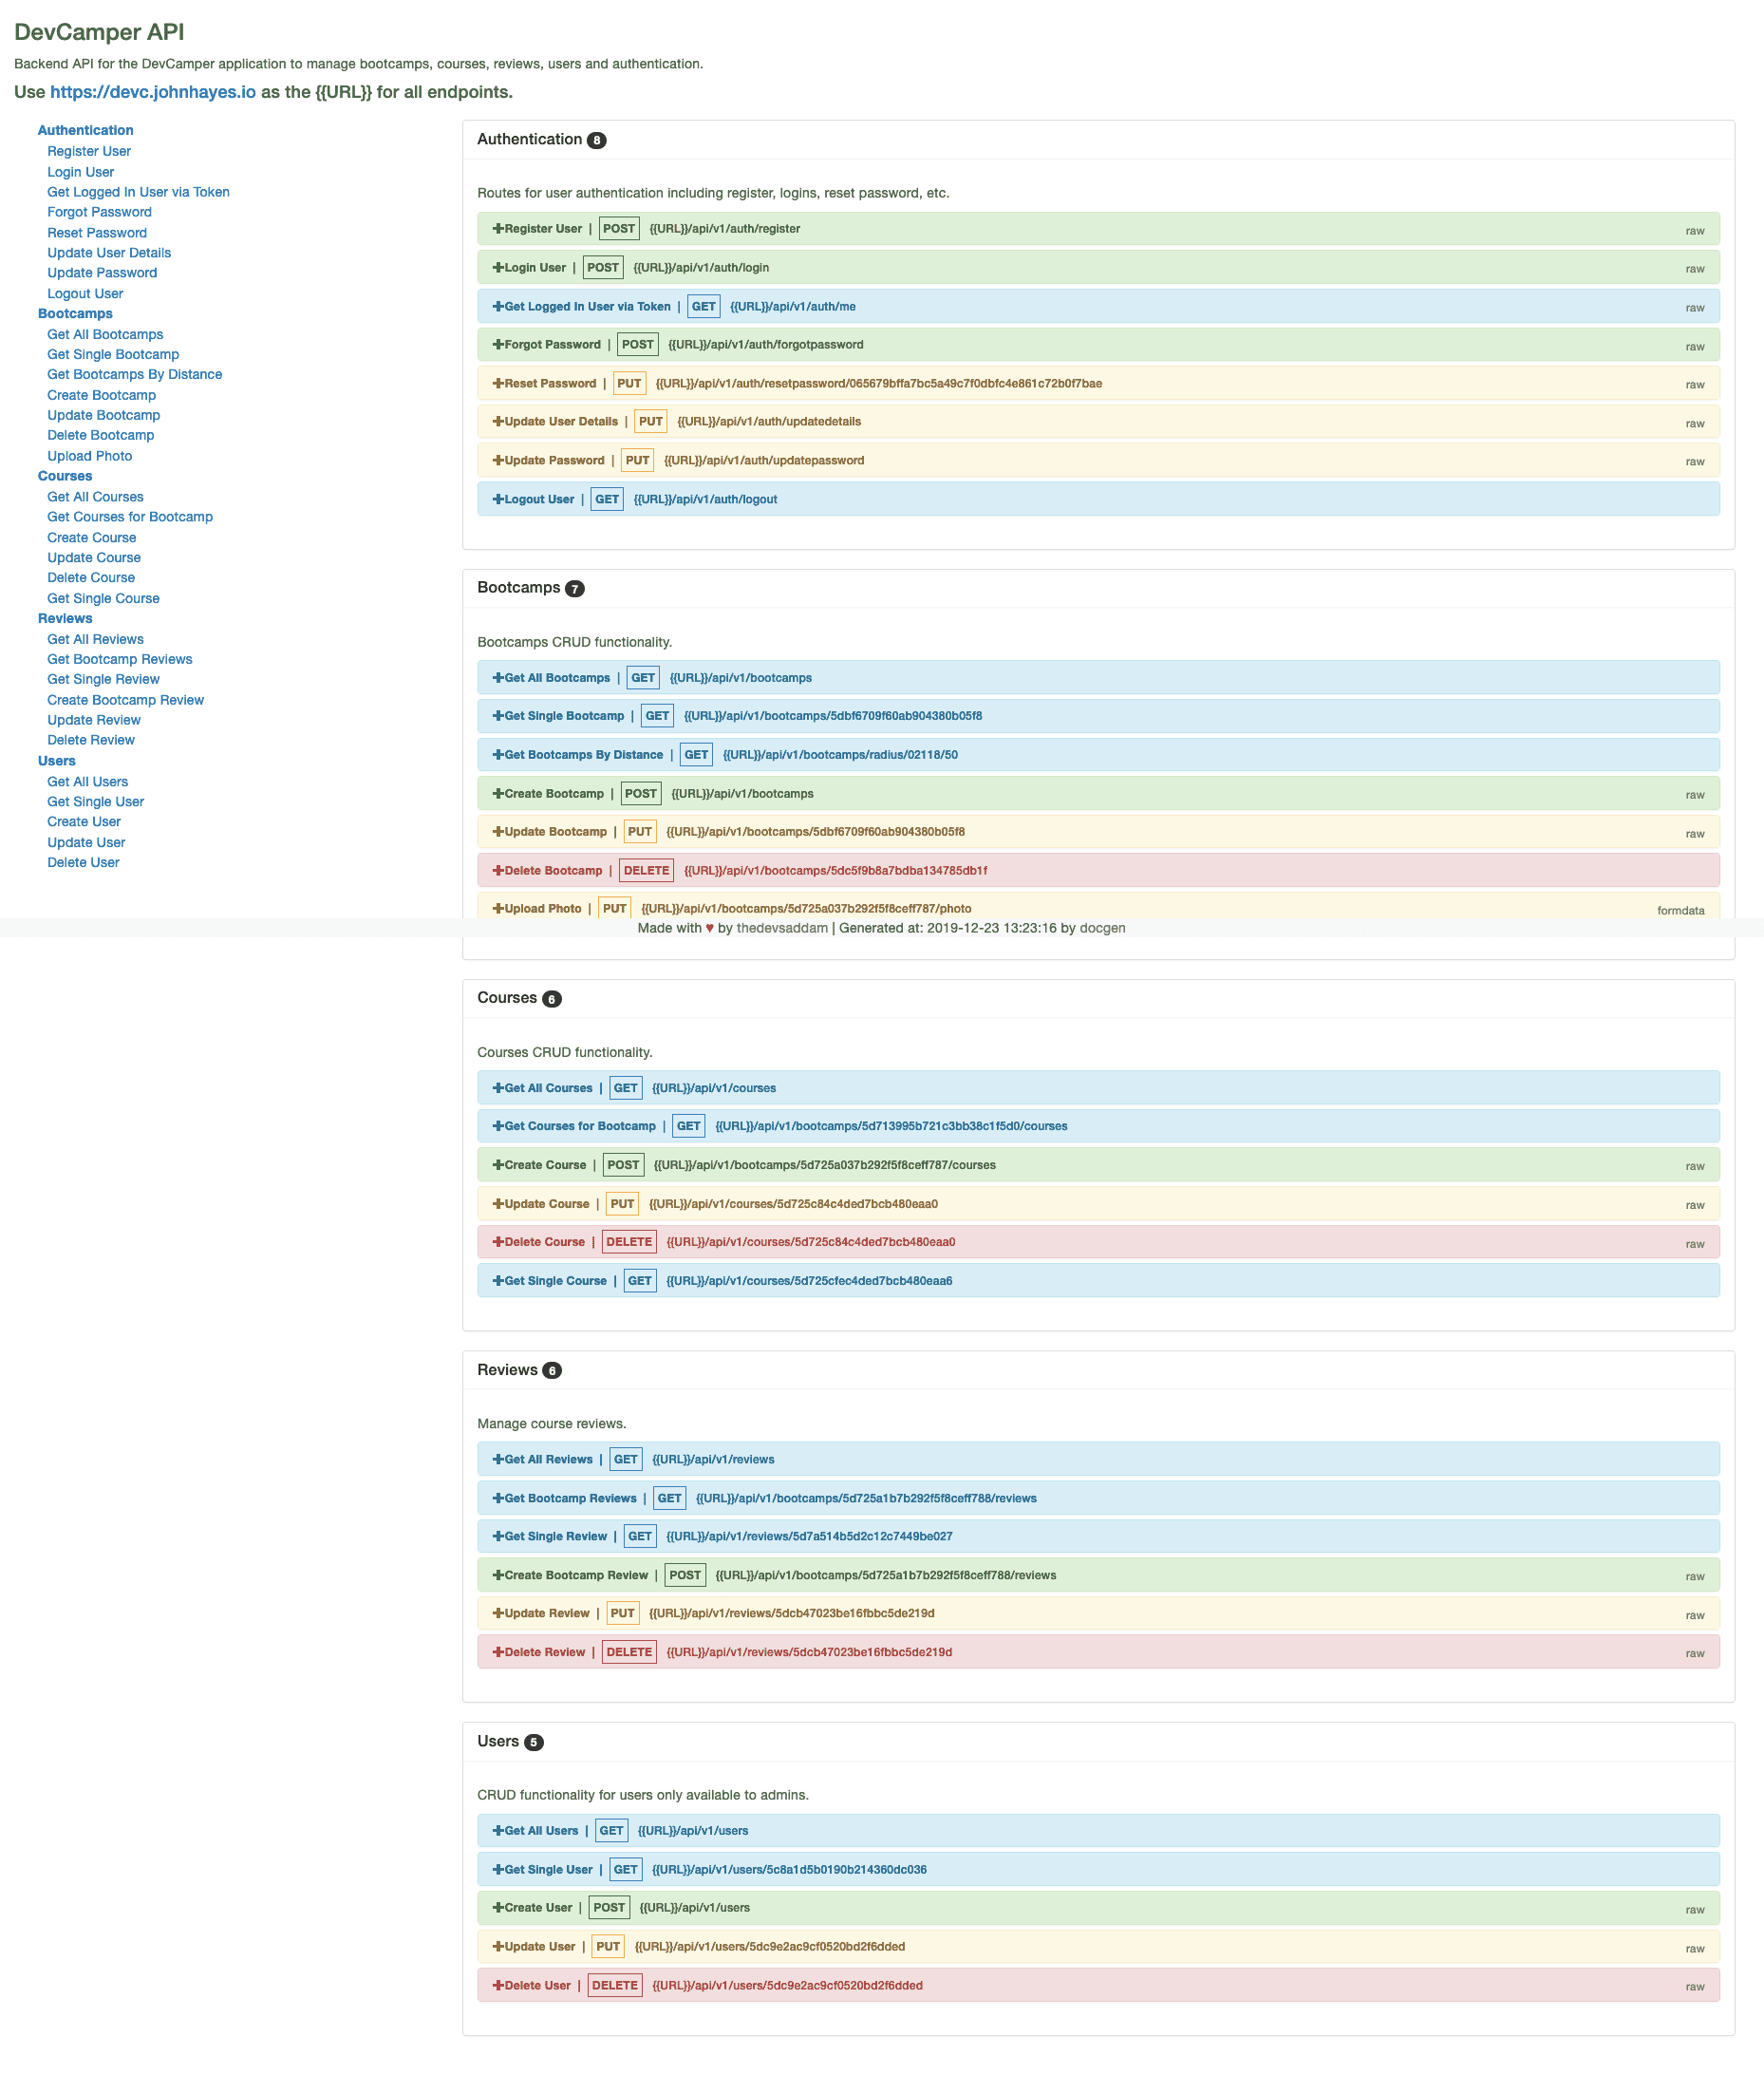 DevCamper API
Backend API for the DevCamper application to manage bootcamps, courses, reviews, users and authentication.
Use https://devc.johnhayes.io as the {{URL}} for all endpoints.
Authentication
Register User
Login User
Get Logged In User via Token
Forgot Password
Reset Password
Update User Details
Update Password
Logout User
Bootcamps
Get All Bootcamps
Get Single Bootcamp
Get Bootcamps By Distance
Create Bootcamp
Update Bootcamp
Delete Bootcamp
Upload Photo
Courses
Get All Courses
Get Courses for Bootcamp
Create Course
Update Course
Delete Course
Get Single Course
Reviews
Get All Reviews
Get Bootcamp Reviews
Get Single Review
Create Bootcamp Review
Update Review
Delete Review
Users
Get All Users
Get Single User
Create User
Update User
Delete User
Authentication 8
Routes for user authentication including register, logins, reset password, etc.
Register User | POST {{URL}}/api/v1/auth/register raw
Login User | POST {{URL}}/api/v1/auth/login raw
Get Logged In User via Token | GET {{URL}}/api/v1/auth/me raw
Forgot Password | POST {{URL}}/api/v1/auth/forgotpassword raw
Reset Password | PUT {{URL}}/api/v1/auth/resetpassword/065679bffa7bc5a49c7f0dbfc4e861c72b0f7bae raw
Update User Details | PUT {{URL}}/api/v1/auth/updatedetails raw
Update Password | PUT {{URL}}/api/v1/auth/updatepassword raw
Logout User | GET {{URL}}/api/v1/auth/logout
Bootcamps 7
Bootcamps CRUD functionality.
Get All Bootcamps | GET {{URL}}/api/v1/bootcamps
Get Single Bootcamp | GET {{URL}}/api/v1/bootcamps/5dbf6709f60ab904380b05f8
Get Bootcamps By Distance | GET {{URL}}/api/v1/bootcamps/radius/02118/50
Create Bootcamp | POST {{URL}}/api/v1/bootcamps raw
Update Bootcamp | PUT {{URL}}/api/v1/bootcamps/5dbf6709f60ab904380b05f8 raw
Delete Bootcamp | DELETE {{URL}}/api/v1/bootcamps/5dc5f9b8a7bdba134785db1f
Upload Photo | PUT {{URL}}/api/v1/bootcamps/5d725a037b292f5f8ceff787/photo formdata
Made with ♥ by thedevsaddam | Generated at: 2019-12-23 13:23:16 by docgen
Courses 6
Courses CRUD functionality.
Get All Courses | GET {{URL}}/api/v1/courses
Get Courses for Bootcamp | GET {{URL}}/api/v1/bootcamps/5d713995b721c3bb38c1f5d0/courses
Create Course | POST {{URL}}/api/v1/bootcamps/5d725a037b292f5f8ceff787/courses raw
Update Course | PUT {{URL}}/api/v1/courses/5d725c84c4ded7bcb480eaa0 raw
Delete Course | DELETE {{URL}}/api/v1/courses/5d725c84c4ded7bcb480eaa0 raw
Get Single Course | GET {{URL}}/api/v1/courses/5d725cfec4ded7bcb480eaa6
Reviews 6
Manage course reviews.
Get All Reviews | GET {{URL}}/api/v1/reviews
Get Bootcamp Reviews | GET {{URL}}/api/v1/bootcamps/5d725a1b7b292f5f8ceff788/reviews
Get Single Review | GET {{URL}}/api/v1/reviews/5d7a514b5d2c12c7449be027
Create Bootcamp Review | POST {{URL}}/api/v1/bootcamps/5d725a1b7b292f5f8ceff788/reviews raw
Update Review | PUT {{URL}}/api/v1/reviews/5dcb47023be16fbbc5de219d raw
Delete Review | DELETE {{URL}}/api/v1/reviews/5dcb47023be16fbbc5de219d raw
Users 5
CRUD functionality for users only available to admins.
Get All Users | GET {{URL}}/api/v1/users
Get Single User | GET {{URL}}/api/v1/users/5c8a1d5b0190b214360dc036
Create User | POST {{URL}}/api/v1/users raw
Update User | PUT {{URL}}/api/v1/users/5dc9e2ac9cf0520bd2f6dded raw
Delete User | DELETE {{URL}}/api/v1/users/5dc9e2ac9cf0520bd2f6dded raw